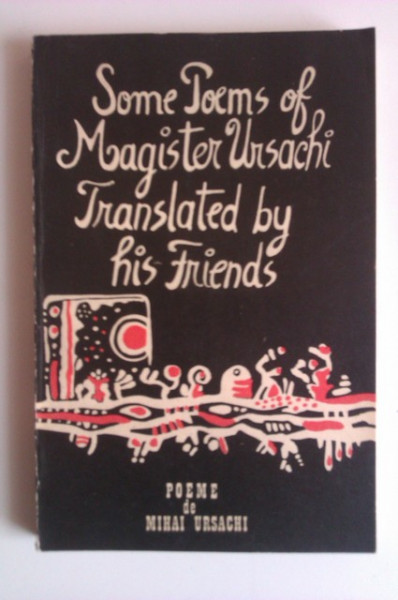 Some Poems of
Magister Ursachi
Translated by
his Friends
POEME
de
MIHAI URSACHI